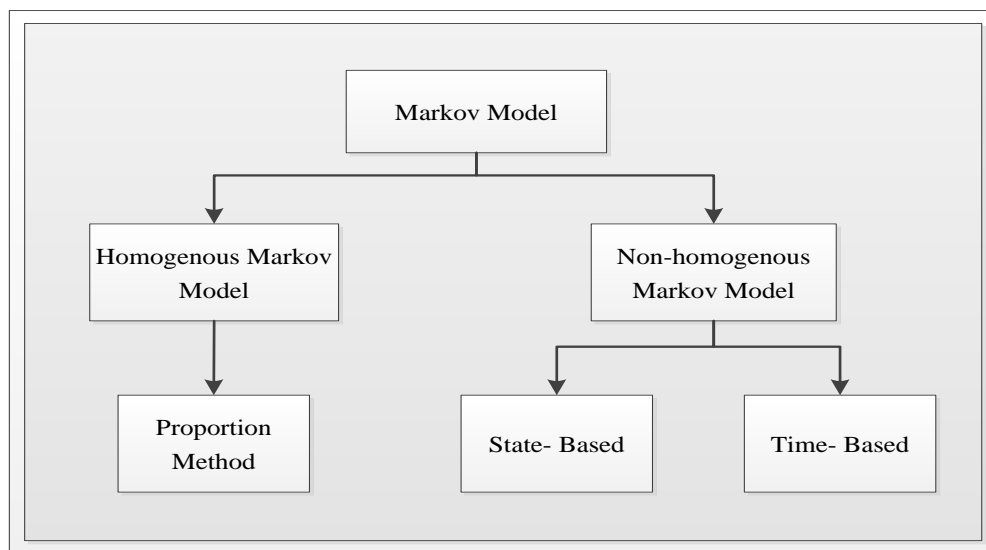 Markov Model
Homogenous Markov
Model
Non-homogenous
Markov Model
Proportion
Method
State- Based
Time- Based